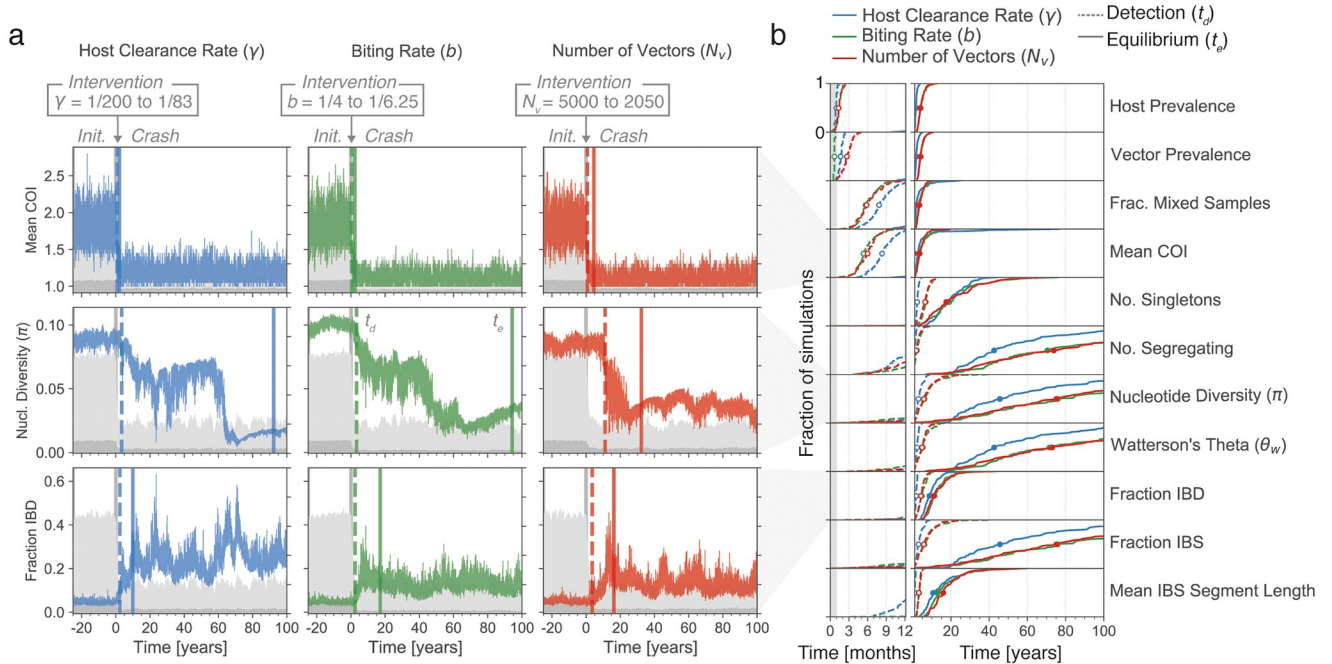 a
Host Clearance Rate (γ)
Biting Rate (b)
Number of Vectors (Nv)
Intervention
γ = 1/200 to 1/83
Intervention
b = 1/4 to 1/6.25
Intervention
Nv = 5000 to 2050
Init.
Crash
Init.
Crash
Init.
Crash
Mean COI
2.5
2.0
1.5
1.0
Nucl. Diversity (π)
0.10
0.05
0.00
td
te
Fraction IBD
0.6
0.4
0.2
0.0
-20 0 20 40 60 80 100
-20 0 20 40 60 80 100
-20 0 20 40 60 80 100
Time [years]
Time [years]
Time [years]
b
Host Clearance Rate (γ)
Biting Rate (b)
Number of Vectors (Nv)
Detection (td)
Equilibrium (te)
Fraction of simulations
1
0
Host Prevalence
Vector Prevalence
Frac. Mixed Samples
Mean COI
No. Singletons
No. Segregating
Nucleotide Diversity (π)
Watterson's Theta (θw)
Fraction IBD
Fraction IBS
Mean IBS Segment Length
0 3 6 9 12
20 40 60 80 100
Time [months]
Time [years]